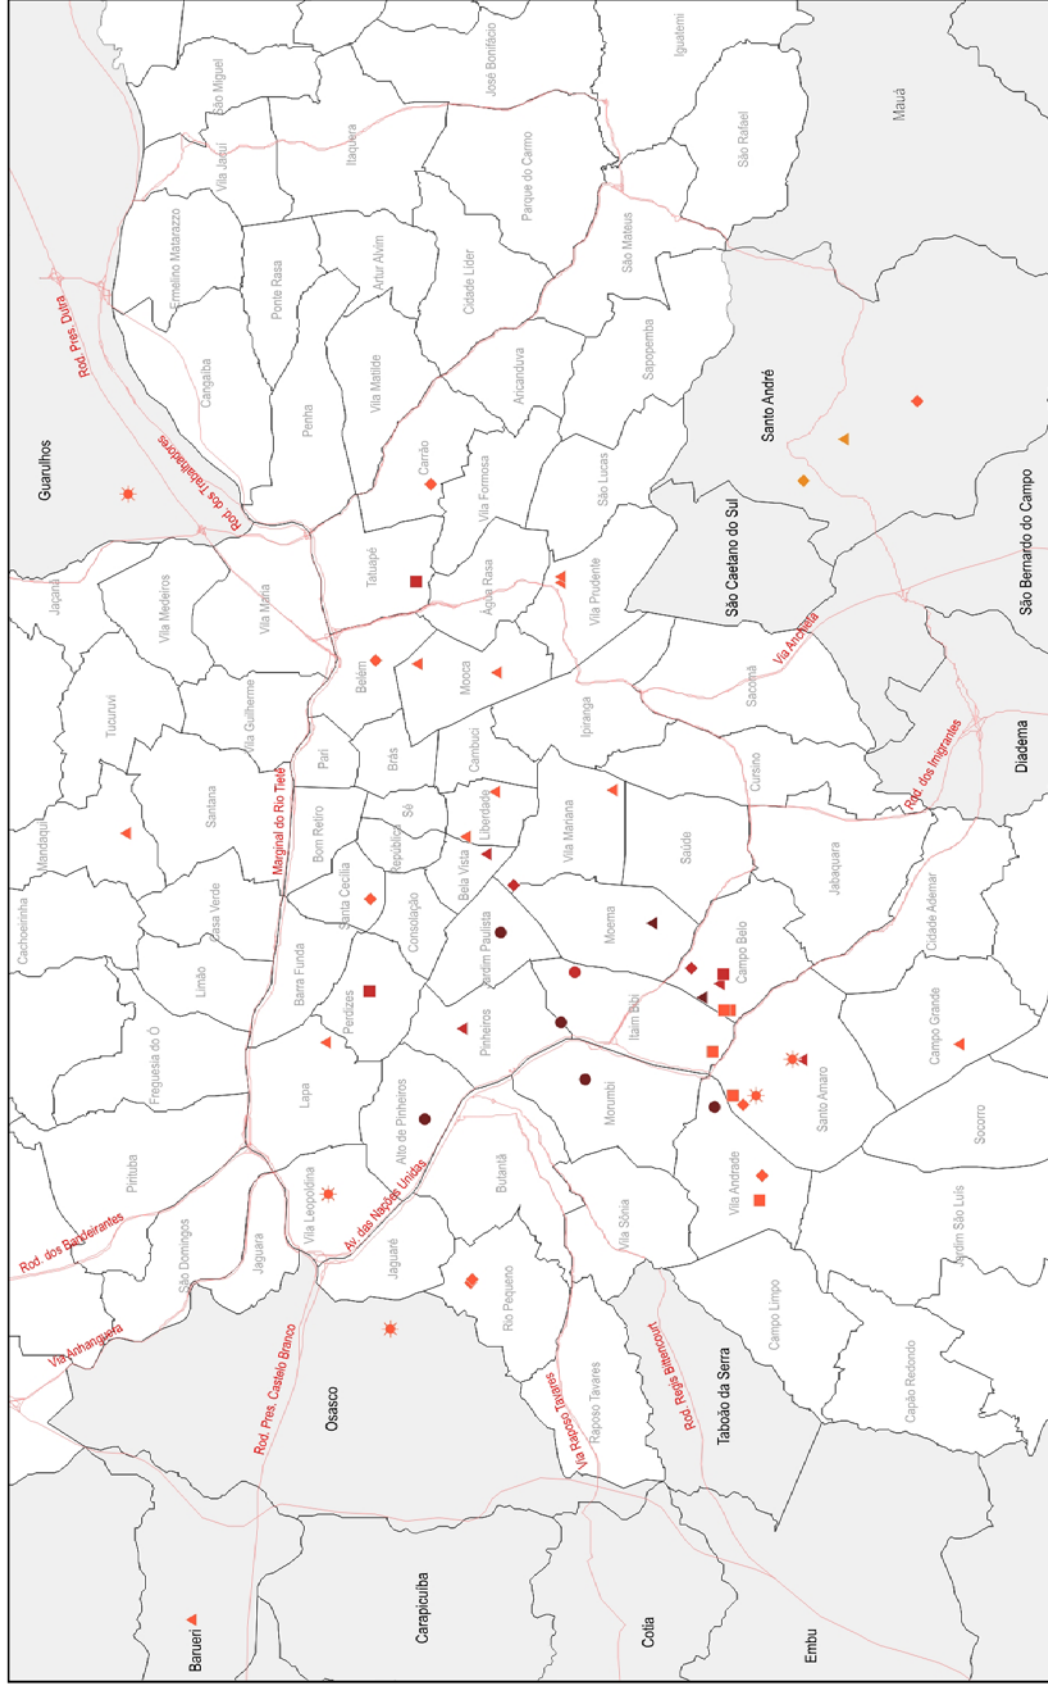 Guarulhos
Rod. Pres. Dutra
Rod. dos Trabalhadores
Jaçanã
Mandaqui
Cachoeirinha
Tucuruvi
Vila Medeiros
Vila Maria
Vila Guilherme
Santana
Casa Verde
Limão
Freguesia do Ó
Pirituba
Rod. dos Bandeirantes
Via Anhanguera
São Domingos
Jaguara
Vila Leopoldina
Lapa
Barra Funda
Bom Retiro
Pari
Marginal do Rio Tietê
Cangaíba
Ermelino Matarazzo
Vila Jacuí
São Miguel
Ponte Rasa
Penha
Itaquera
José Bonifácio
Iguatemi
Artur Alvim
Vila Matilde
Carrão
Tatuapé
Belém
Brás
Sé
República
Santa Cecília
Consolação
Perdizes
Alto de Pinheiros
Av. das Nações Unidas
Jaguaré
Osasco
Rod. Pres. Castelo Branco
Barueri
Carapicuíba
Parque do Carmo
Cidade Líder
Aricanduva
Vila Formosa
Água Rasa
Mooca
Cambuci
Liberdade
Bela Vista
Jardim Paulista
Pinheiros
Butantã
Rio Pequeno
Via Raposo Tavares
Raposo Tavares
São Rafael
São Mateus
Sapopemba
São Lucas
Vila Prudente
Ipiranga
Vila Mariana
Moema
Itaim Bibi
Morumbi
Vila Sônia
Rod. Regis Bittencourt
Cotia
Taboão da Serra
Mauá
Santo André
São Caetano do Sul
Via Anchieta
Sacomã
Cursino
Saúde
Jabaquara
Campo Belo
Santo Amaro
Vila Andrade
Campo Limpo
Embu
São Bernardo do Campo
Diadema
Rod. dos Imigrantes
Cidade Ademar
Campo Grande
Socorro
Jardim São Luís
Capão Redondo